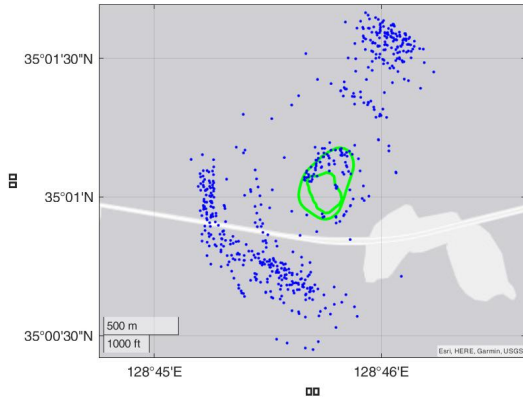 35°01'30"N
35°01'N
35°00'30"N
500 m
1000 ft
Esri, HERE, Garmin, USGS
128°45'E
128°46'E